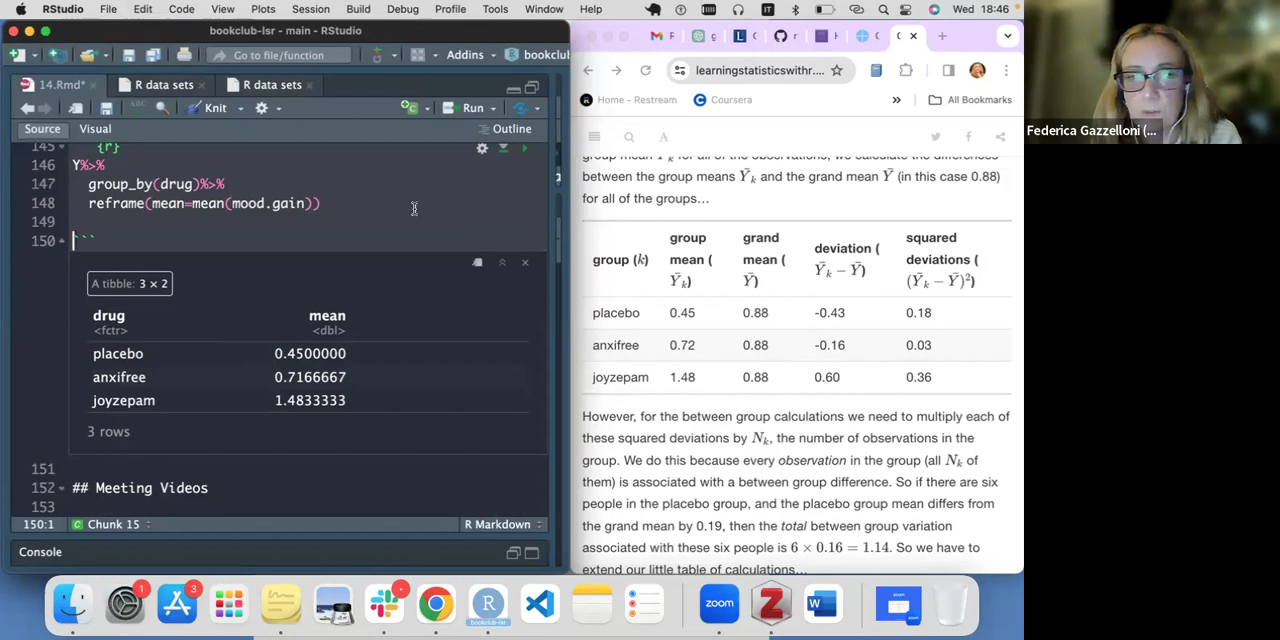 RStudio File Edit Code View Plots Session Build Debug Profile Tools Window Help Wed 18:46
bookclub-lsr - main - RStudio
Go to file/function Addins
14.Rmd* R data sets R data sets
Knit Run
Source Visual Outline
145 {r}
146 Y%>%
147 group_by(drug)%>%
148 reframe(mean=mean(mood.gain))
149
150 ```
A tibble: 3 × 2
drug mean
<fctr> <dbl>
placebo 0.4500000
anxifree 0.7166667
joyzepam 1.4833333
3 rows
151
152 ## Meeting Videos
153
150:1 Chunk 15 R Markdown
Console
learningstatisticswithr....
Home - Restream Coursera » All Bookmarks
group mean Ȳk for all of the observations, we calculate the differences
between the group means Ȳk and the grand mean Ȳ (in this case 0.88)
for all of the groups…
group (k) group mean (Ȳk) grand mean (Ȳ) deviation (Ȳk − Ȳ) squared deviations (Ȳk − Ȳ)²
placebo 0.45 0.88 -0.43 0.18
anxifree 0.72 0.88 -0.16 0.03
joyzepam 1.48 0.88 0.60 0.36
However, for the between group calculations we need to multiply each of
these squared deviations by Nk, the number of observations in the
group. We do this because every observation in the group (all Nk of
them) is associated with a between group difference. So if there are six
people in the placebo group, and the placebo group mean differs from
the grand mean by 0.19, then the total between group variation
associated with these six people is 6 × 0.16 = 1.14. So we have to
extend our little table of calculations…
Federica Gazzelloni (...
zoom